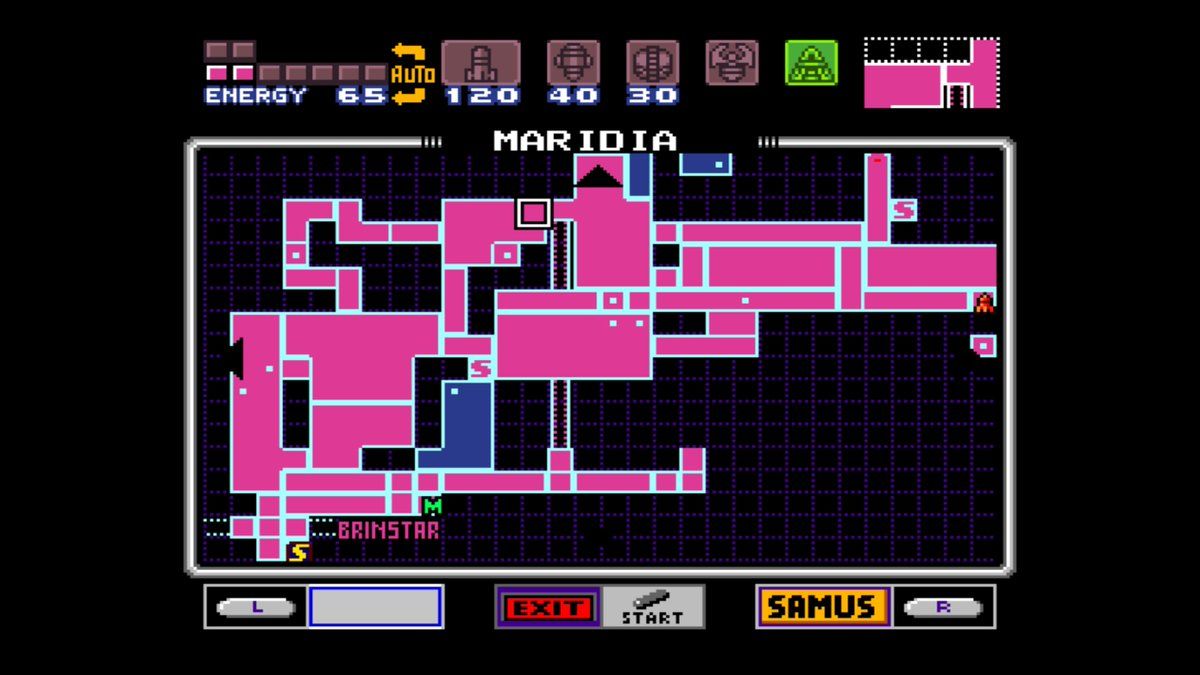 AUTO
ENERGY 65 120 40 30
MARIDIA
S
S
M
BRINSTAR
S
L EXIT START SAMUS R